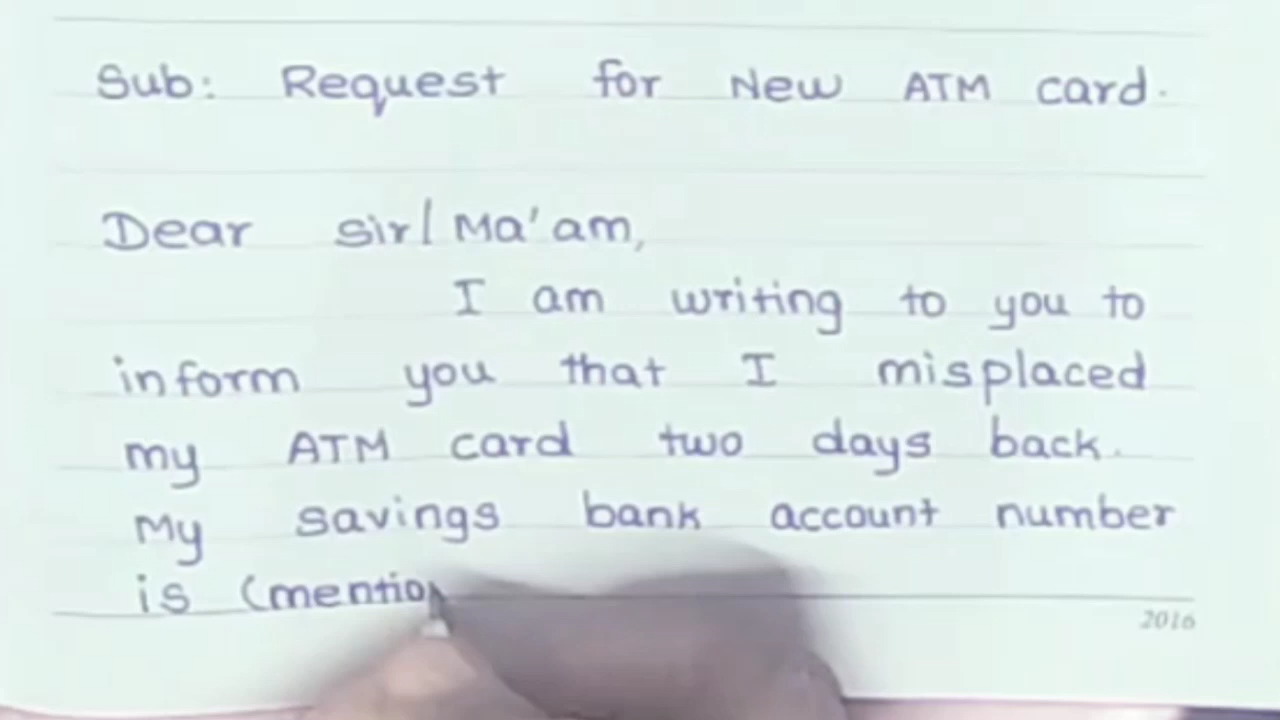 Sub: Request for New ATM card.
Dear sir/Ma'am,
I am writing to you to
inform you that I misplaced
my ATM card two days back.
My savings bank account number
is (mentio
2016